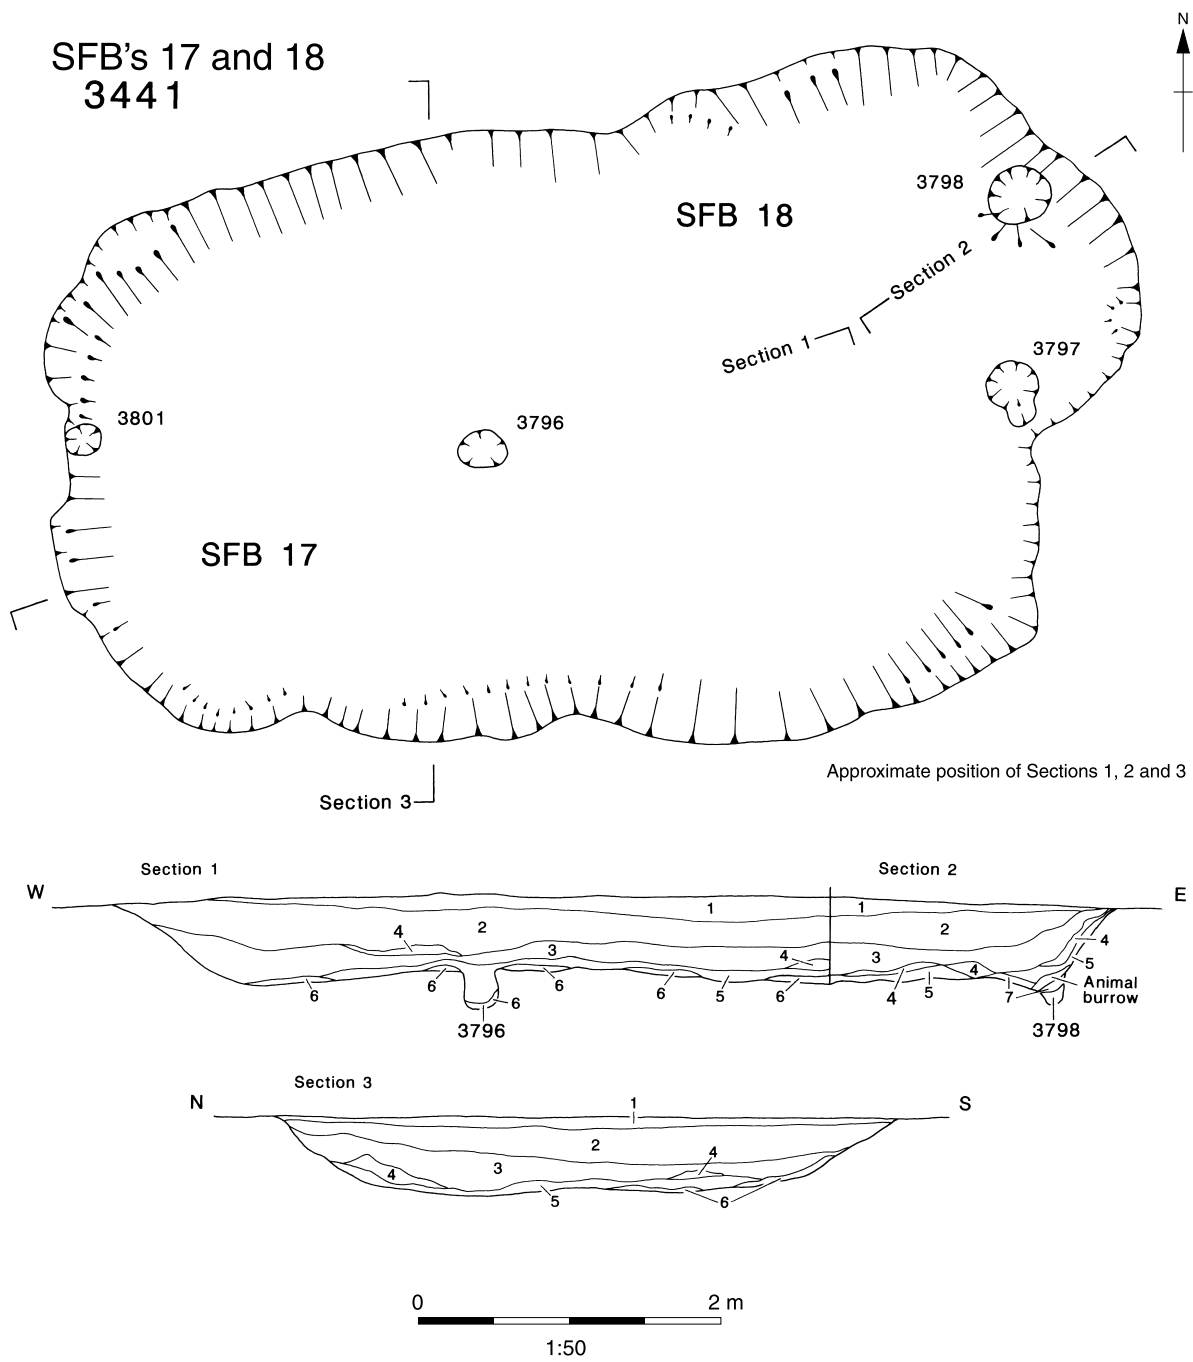 SFB's 17 and 18
3441
N
3798
SFB 18
Section 2
Section 1
3797
3801
3796
SFB 17
Approximate position of Sections 1, 2 and 3
Section 3
Section 1
Section 2
W
E
1
1
2
2
4
4
3
4
3
4
5
6
6
6
6
5
6
4
5
7
Animal
burrow
6
3796
3798
Section 3
N
1
S
2
4
3
4
5
6
0
2 m
1:50